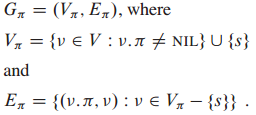 G_π = (V_π, E_π), where
V_π = {ν ∈ V : ν.π ≠ NIL} ∪ {s}
and
E_π = {(ν.π, ν) : ν ∈ V_π − {s}} .